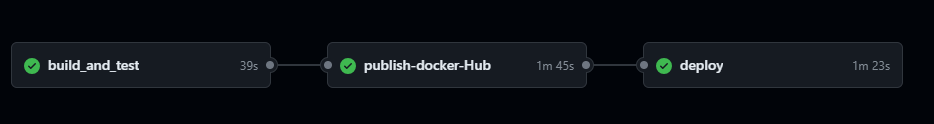 build_and_test 39s
publish-docker-Hub 1m 45s
deploy 1m 23s